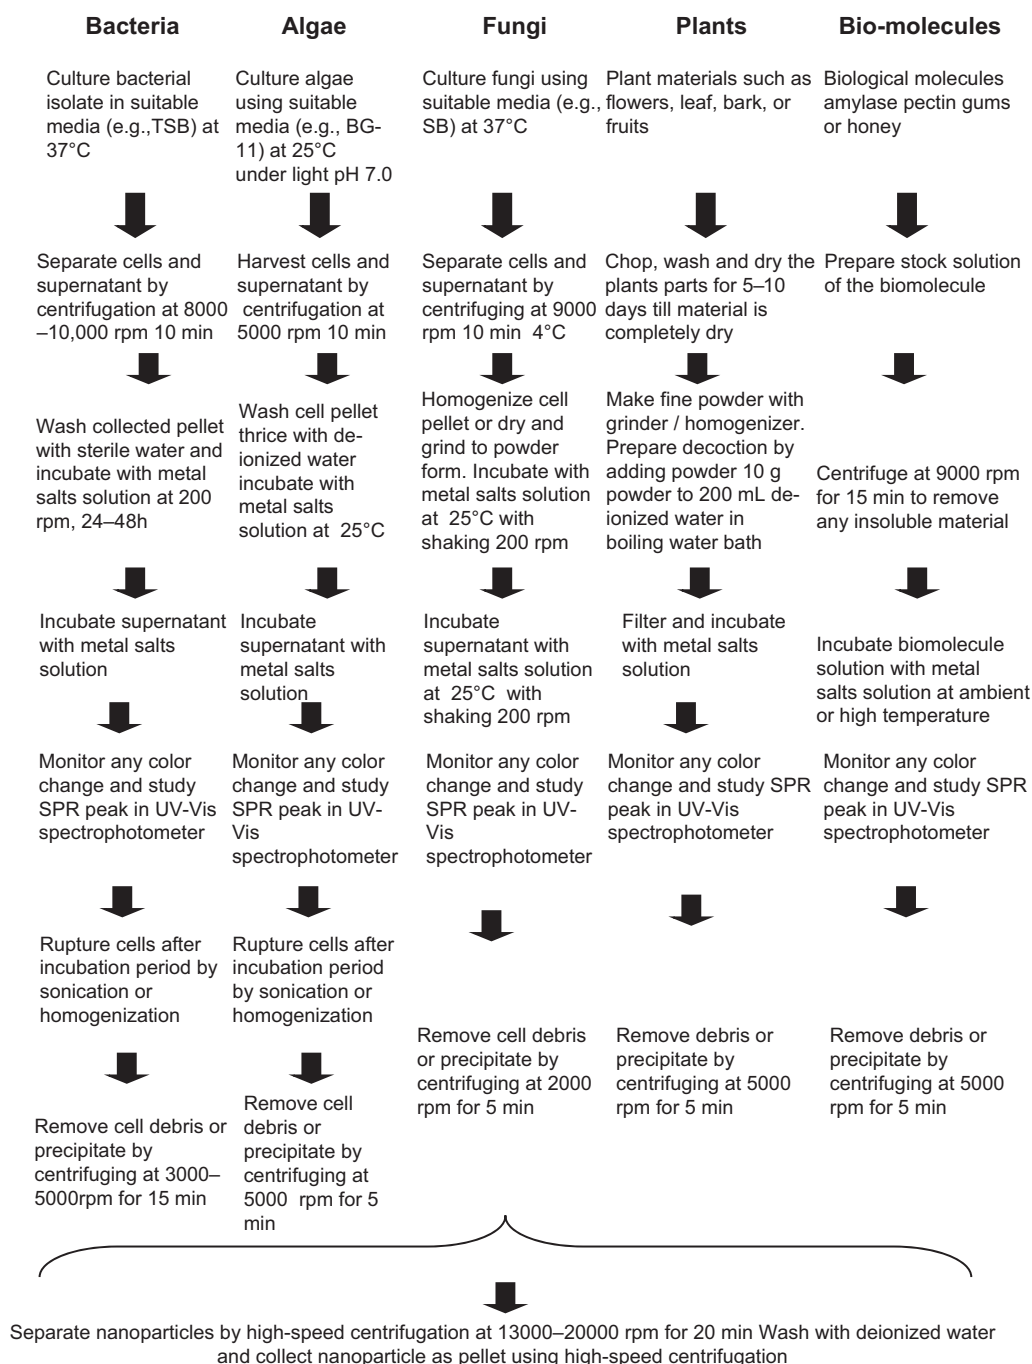 Bacteria
Algae
Fungi
Plants
Bio-molecules
Culture bacterial
isolate in suitable
media (e.g.,TSB) at
37°C
Culture algae
using suitable
media (e.g., BG-
11) at 25°C
under light pH 7.0
Culture fungi using
suitable media (e.g.,
SB) at 37°C
Plant materials such as
flowers, leaf, bark, or
fruits
Biological molecules
amylase pectin gums
or honey
Separate cells and
supernatant by
centrifugation at 8000
–10,000 rpm 10 min
Harvest cells and
supernatant by
centrifugation at
5000 rpm 10 min
Separate cells and
supernatant by
centrifuging at 9000
rpm 10 min 4°C
Chop, wash and dry the
plants parts for 5–10
days till material is
completely dry
Prepare stock solution
of the biomolecule
Wash collected pellet
with sterile water and
incubate with metal
salts solution at 200
rpm, 24–48h
Wash cell pellet
thrice with de-
ionized water
incubate with
metal salts
solution at 25°C
Homogenize cell
pellet or dry and
grind to powder
form. Incubate with
metal salts solution
at 25°C with
shaking 200 rpm
Make fine powder with
grinder / homogenizer.
Prepare decoction by
adding powder 10 g
powder to 200 mL de-
ionized water in
boiling water bath
Centrifuge at 9000 rpm
for 15 min to remove
any insoluble material
Incubate supernatant
with metal salts
solution
Incubate
supernatant with
metal salts
solution
Incubate
supernatant with
metal salts solution
at 25°C with
shaking 200 rpm
Filter and incubate
with metal salts
solution
Incubate biomolecule
solution with metal
salts solution at ambient
or high temperature
Monitor any color
change and study
SPR peak in UV-Vis
spectrophotometer
Monitor any color
change and study
SPR peak in UV-
Vis
spectrophotometer
Monitor any color
change and study
SPR peak in UV-
Vis
spectrophotometer
Monitor any color
change and study SPR
peak in UV-Vis
spectrophotometer
Monitor any color
change and study SPR
peak in UV-Vis
spectrophotometer
Rupture cells after
incubation period by
sonication or
homogenization
Rupture cells after
incubation period
by sonication or
homogenization
Remove cell debris or
precipitate by
centrifuging at 3000–
5000rpm for 15 min
Remove cell
debris or
precipitate by
centrifuging at
5000 rpm for 5
min
Remove cell debris
or precipitate by
centrifuging at 2000
rpm for 5 min
Remove debris or
precipitate by
centrifuging at 5000
rpm for 5 min
Remove debris or
precipitate by
centrifuging at 5000
rpm for 5 min
Separate nanoparticles by high-speed centrifugation at 13000–20000 rpm for 20 min Wash with deionized water
and collect nanoparticle as pellet using high-speed centrifugation